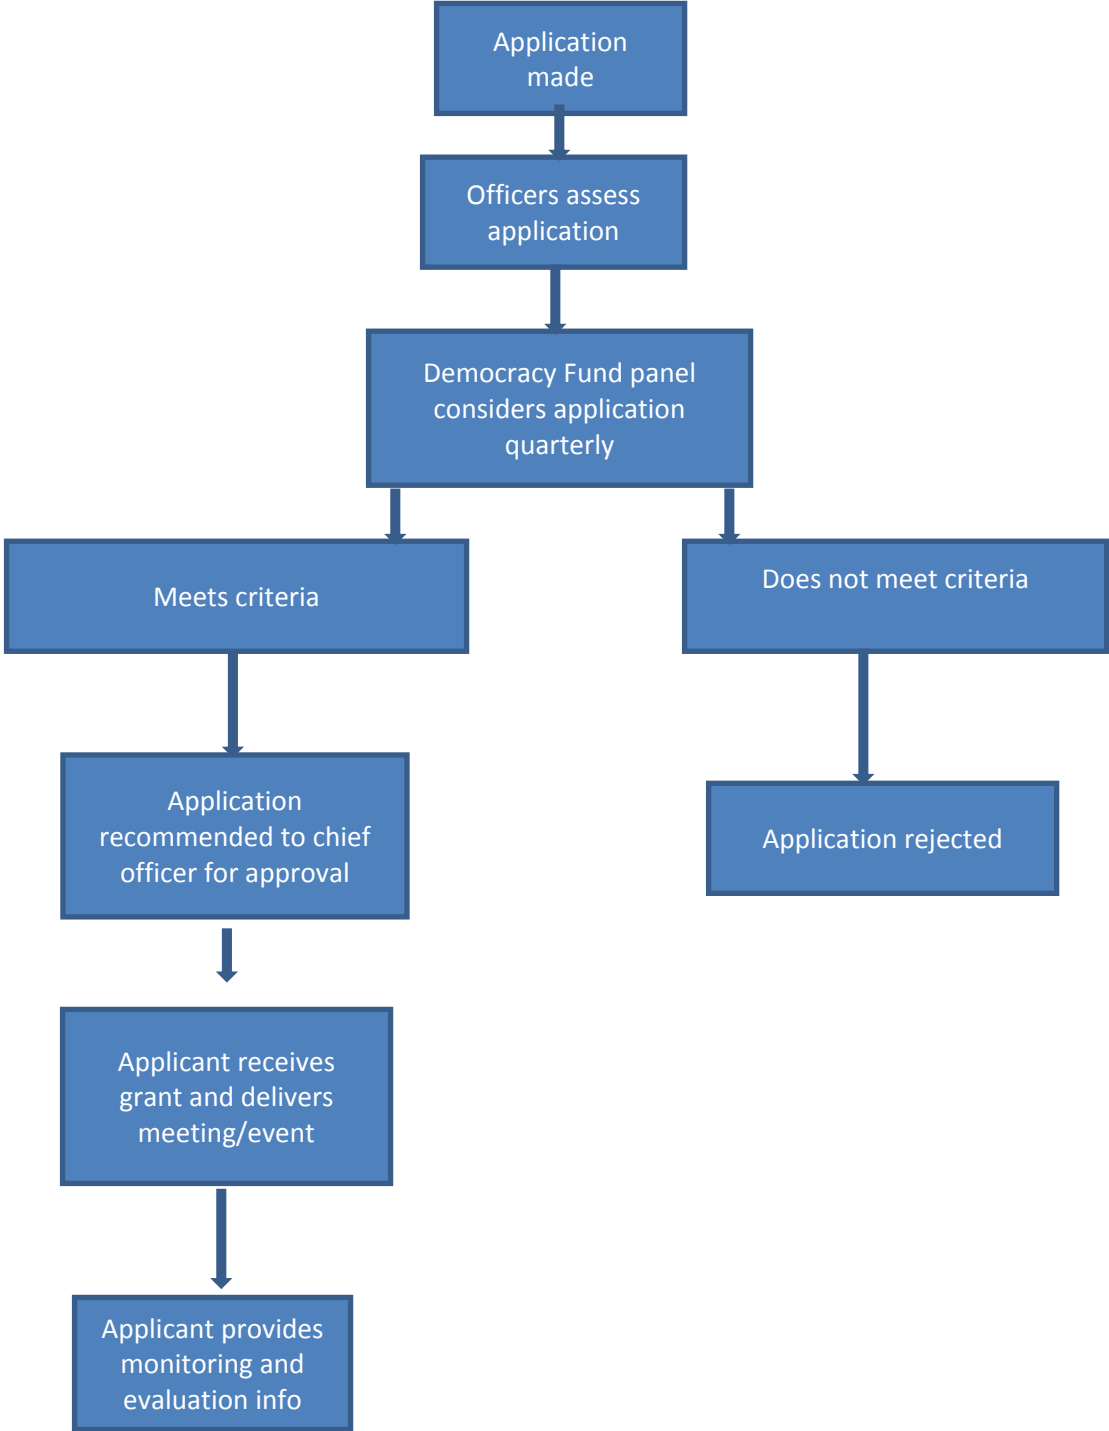 Application
made
Officers assess
application
Democracy Fund panel
considers application
quarterly
Meets criteria
Does not meet criteria
Application
recommended to chief
officer for approval
Application rejected
Applicant receives
grant and delivers
meeting/event
Applicant provides
monitoring and
evaluation info